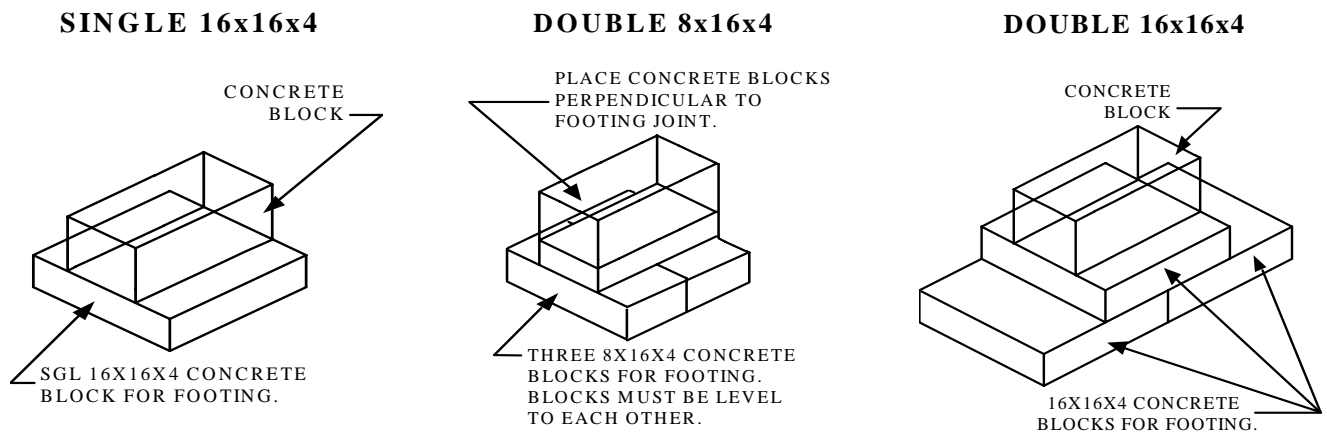 SINGLE 16x16x4
CONCRETE
BLOCK
SGL 16X16X4 CONCRETE
BLOCK FOR FOOTING.
DOUBLE 8x16x4
PLACE CONCRETE BLOCKS
PERPENDICULAR TO
FOOTING JOINT.
THREE 8X16X4 CONCRETE
BLOCKS FOR FOOTING.
BLOCKS MUST BE LEVEL
TO EACH OTHER.
DOUBLE 16x16x4
CONCRETE
BLOCK
16X16X4 CONCRETE
BLOCKS FOR FOOTING.